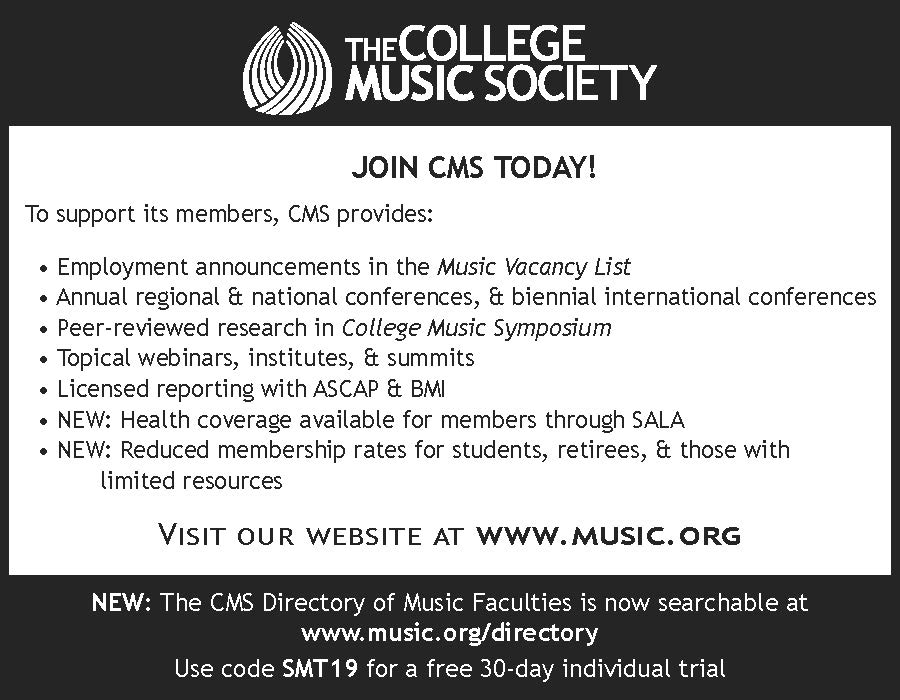 THE COLLEGE
MUSIC SOCIETY
JOIN CMS TODAY!
To support its members, CMS provides:
• Employment announcements in the Music Vacancy List
• Annual regional & national conferences, & biennial international conferences
• Peer-reviewed research in College Music Symposium
• Topical webinars, institutes, & summits
• Licensed reporting with ASCAP & BMI
• NEW: Health coverage available for members through SALA
• NEW: Reduced membership rates for students, retirees, & those with
limited resources
VISIT OUR WEBSITE AT WWW.MUSIC.ORG
NEW: The CMS Directory of Music Faculties is now searchable at
www.music.org/directory
Use code SMT19 for a free 30-day individual trial